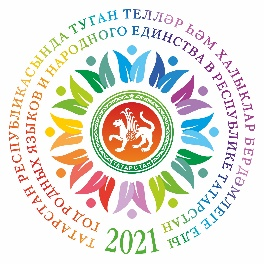 ТАТАРСТАН РЕСПУБЛИКАСЫНДА ТУГАН ТЕЛЛӘР ҺӘМ ХАЛЫКЛАР БЕРДӘМЛЕГЕ ЕЛЫ
ГОД РОДНЫХ ЯЗЫКОВ И НАРОДНОГО ЕДИНСТВА В РЕСПУБЛИКЕ ТАТАРСТАН
ТАТАРСТАН
2021